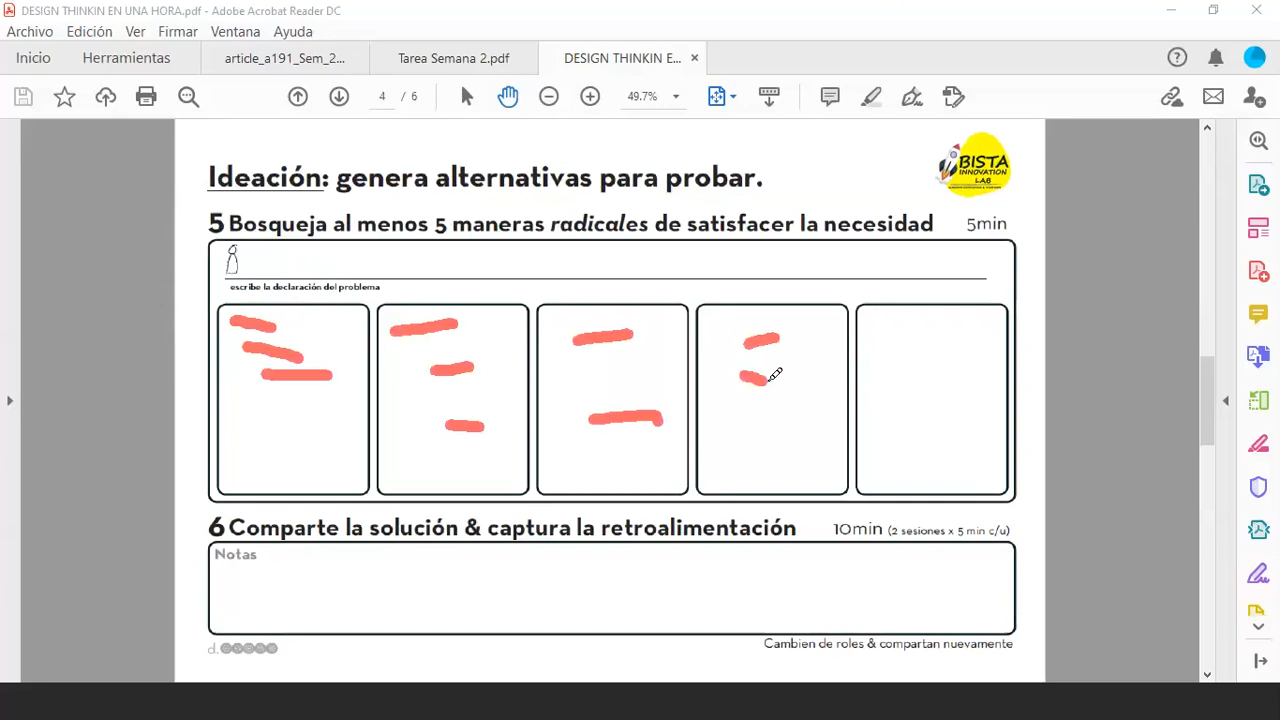 DESIGN THINKIN EN UNA HORA.pdf - Adobe Acrobat Reader DC
Archivo Edición Ver Firmar Ventana Ayuda
Inicio Herramientas article_a191_Sem_2... Tarea Semana 2.pdf DESIGN THINKIN E...
4 / 6 49.7%
Ideación: genera alternativas para probar.
BISTA
INNOVATION
LAB
5 Bosqueja al menos 5 maneras radicales de satisfacer la necesidad 5min
escribe la declaración del problema
6 Comparte la solución & captura la retroalimentación 10min (2 sesiones x 5 min c/u)
Notas
d.
Cambien de roles & compartan nuevamente